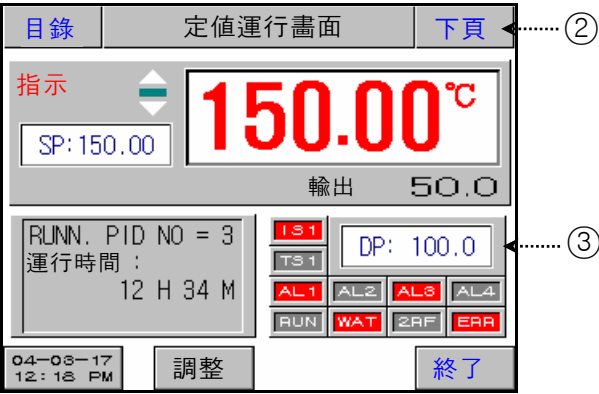 目錄 定值運行畫面 下頁 ②
指示 150.00℃
SP:150.00
輸出 50.0
RUNN. PID NO = 3
運行時間 :
12 H 34 M
IS1 DP: 100.0 ③
TS1
AL1 AL2 AL3 AL4
RUN WAT 2RF ERR
04-03-17
12:18 PM
調整 終了